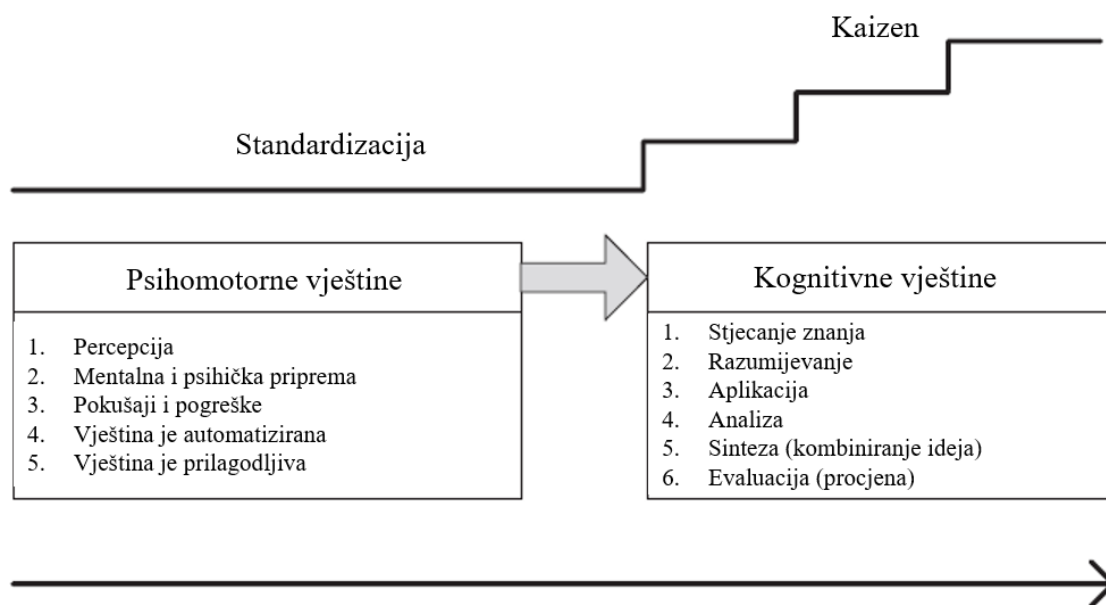 Kaizen
Standardizacija
Psihomotorne vještine
1. Percepcija
2. Mentalna i psihička priprema
3. Pokušaji i pogreške
4. Vještina je automatizirana
5. Vještina je prilagodljiva
Kognitivne vještine
1. Stjecanje znanja
2. Razumijevanje
3. Aplikacija
4. Analiza
5. Sinteza (kombiniranje ideja)
6. Evaluacija (procjena)